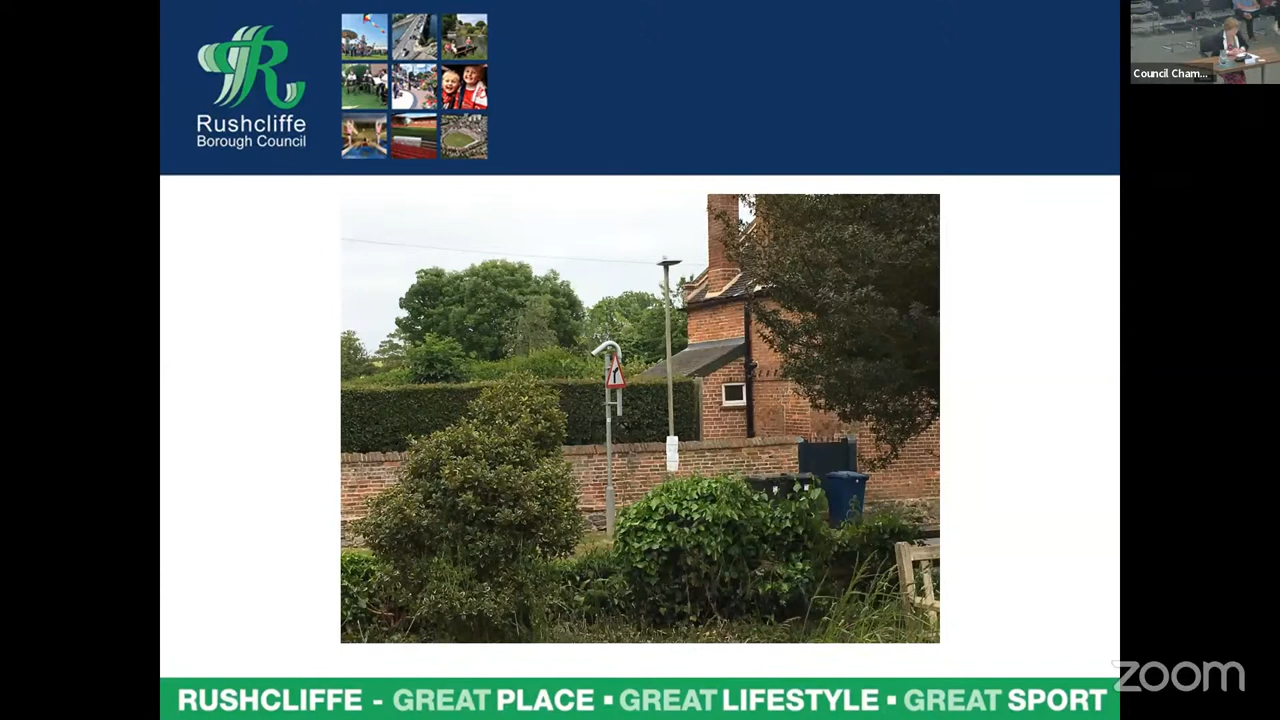 Rushcliffe
Borough Council
Council Cham...
RUSHCLIFFE - GREAT PLACE ▪ GREAT LIFESTYLE ▪ GREAT SPORT
zoom